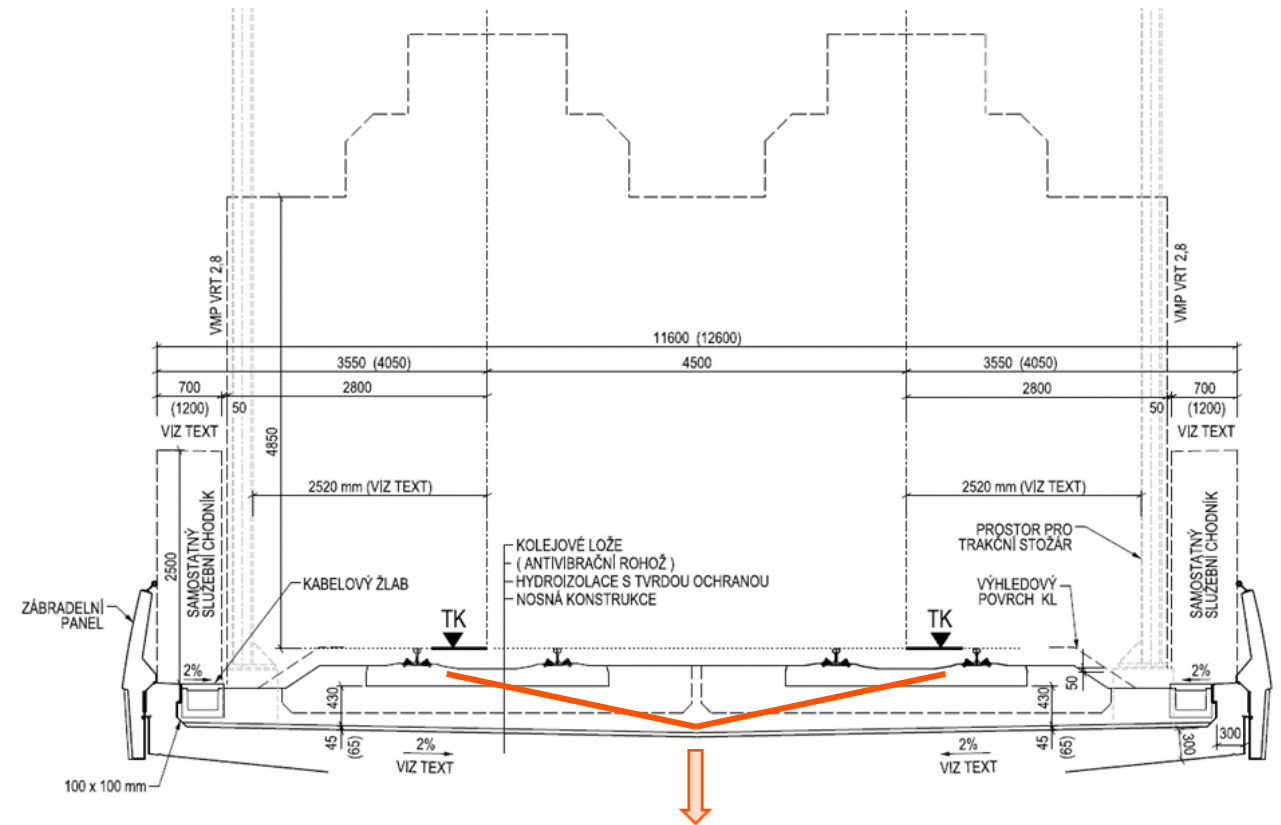 VMP VRT 2,8
VMP VRT 2,8
11600 (12600)
3550 (4050)
4500
3550 (4050)
700
2800
2800
700
(1200)
50
50
(1200)
VIZ TEXT
VIZ TEXT
4850
2520 mm (VIZ TEXT)
2520 mm (VIZ TEXT)
2500
SAMOSTATNÝ
SLUŽEBNÍ CHODNÍK
SAMOSTATNÝ
SLUŽEBNÍ CHODNÍK
PROSTOR PRO
TRAKČNÍ STOŽÁR
KOLEJOVÉ LOŽE
( ANTIVIBRAČNÍ ROHOŽ )
HYDROIZOLACE S TVRDOU OCHRANOU
NOSNÁ KONSTRUKCE
KABELOVÝ ŽLAB
VÝHLEDOVÝ
POVRCH KL
ZÁBRADELNÍ
PANEL
TK
TK
2%
2%
50
430
430
45
(65)
45
(65)
2%
VIZ TEXT
2%
VIZ TEXT
300
300
100 x 100 mm